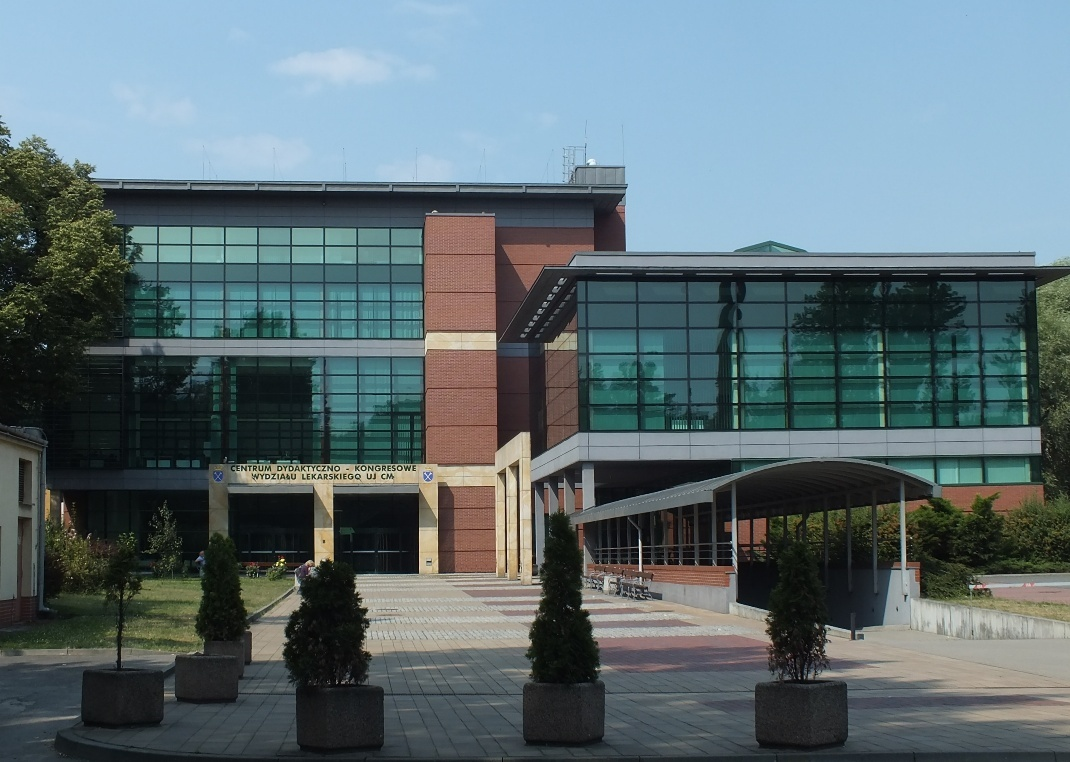 CENTRUM DYDAKTYCZNO - KONGRESOWE
WYDZIAŁU LEKARSKIEGO UJ CM